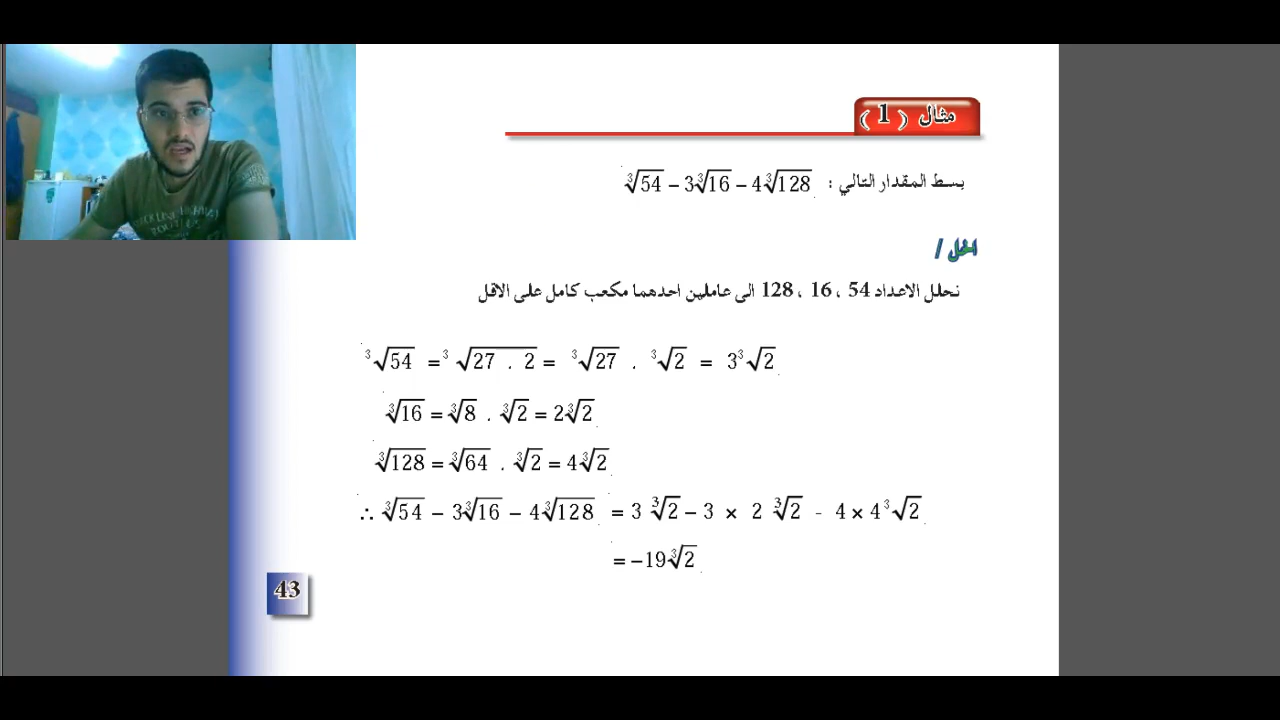 مثال ( 1 )
بسط المقدار التالي : ∛54 − 3∛16 − 4∛128
الحل /
نحلل الاعداد 54 ، 16 ، 128 الى عاملين احدهما مكعب كامل على الاقل
∛54 = ∛27 . 2 = ∛27 . ∛2 = 3∛2
∛16 = ∛8 . ∛2 = 2∛2
∛128 = ∛64 . ∛2 = 4∛2
∴ ∛54 − 3∛16 − 4∛128 = 3 ∛2 − 3 × 2 ∛2 - 4 × 4∛2
= −19∛2
43